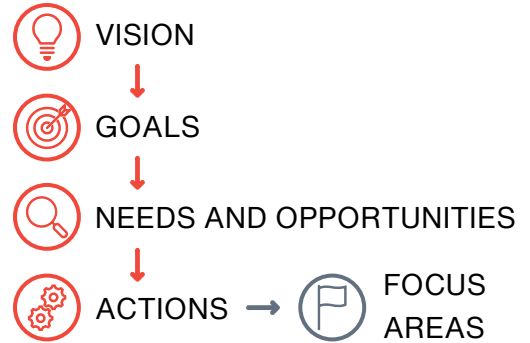 VISION
GOALS
NEEDS AND OPPORTUNITIES
ACTIONS
FOCUS
AREAS